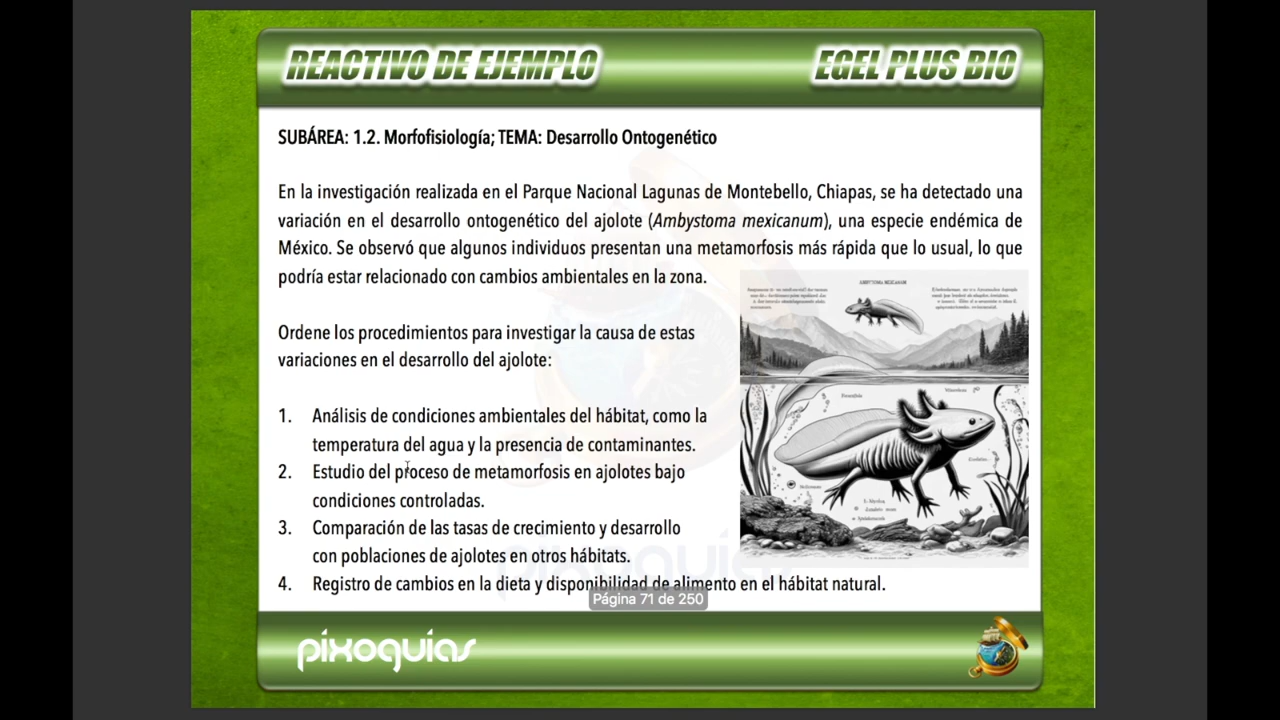 REACTIVO DE EJEMPLO EGEL PLUS BIO
SUBÁREA: 1.2. Morfofisiología; TEMA: Desarrollo Ontogenético
En la investigación realizada en el Parque Nacional Lagunas de Montebello, Chiapas, se ha detectado una
variación en el desarrollo ontogenético del ajolote (Ambystoma mexicanum), una especie endémica de
México. Se observó que algunos individuos presentan una metamorfosis más rápida que lo usual, lo que
podría estar relacionado con cambios ambientales en la zona.
Ordene los procedimientos para investigar la causa de estas
variaciones en el desarrollo del ajolote:
1. Análisis de condiciones ambientales del hábitat, como la
temperatura del agua y la presencia de contaminantes.
2. Estudio del proceso de metamorfosis en ajolotes bajo
condiciones controladas.
3. Comparación de las tasas de crecimiento y desarrollo
con poblaciones de ajolotes en otros hábitats.
4. Registro de cambios en la dieta y disponibilidad de alimento en el hábitat natural.
Página 71 de 250
pixoguías